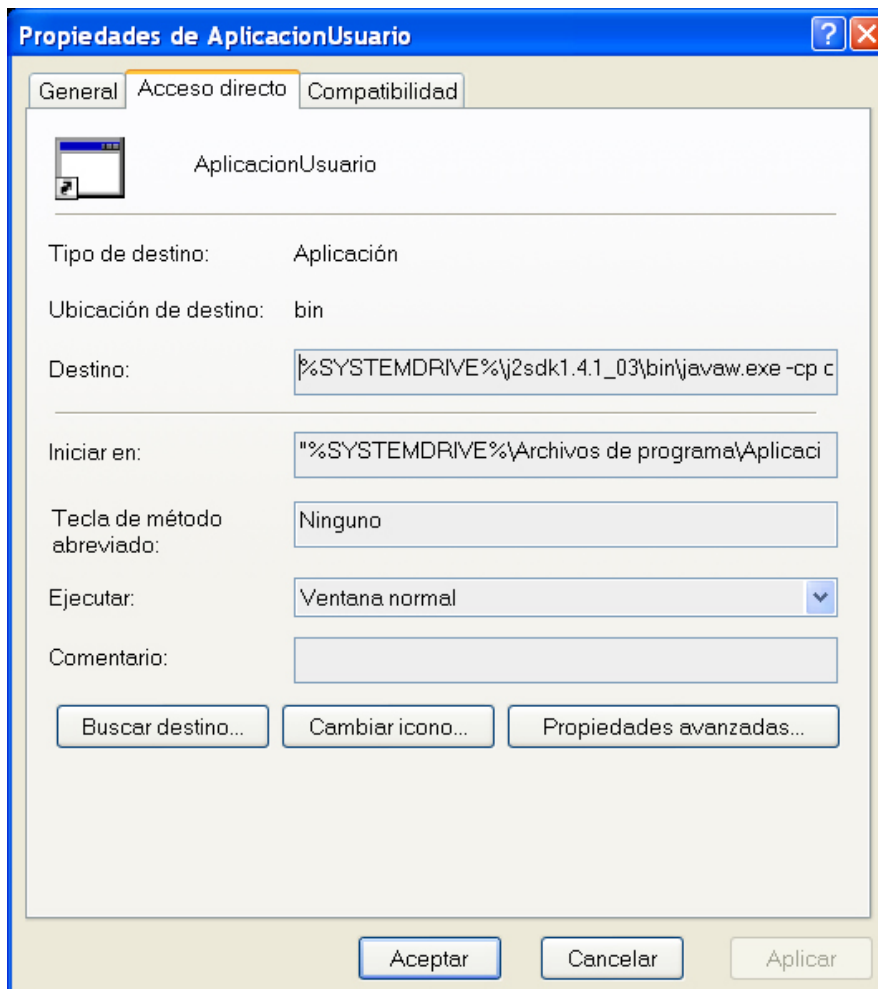 Propiedades de AplicacionUsuario
General Acceso directo Compatibilidad
AplicacionUsuario
Tipo de destino: Aplicación
Ubicación de destino: bin
Destino: %SYSTEMDRIVE%\j2sdk1.4.1_03\bin\javaw.exe -cp c
Iniciar en: "%SYSTEMDRIVE%\Archivos de programa\Aplicaci
Tecla de método abreviado: Ninguno
Ejecutar: Ventana normal
Comentario:
Buscar destino... Cambiar icono... Propiedades avanzadas...
Aceptar Cancelar Aplicar